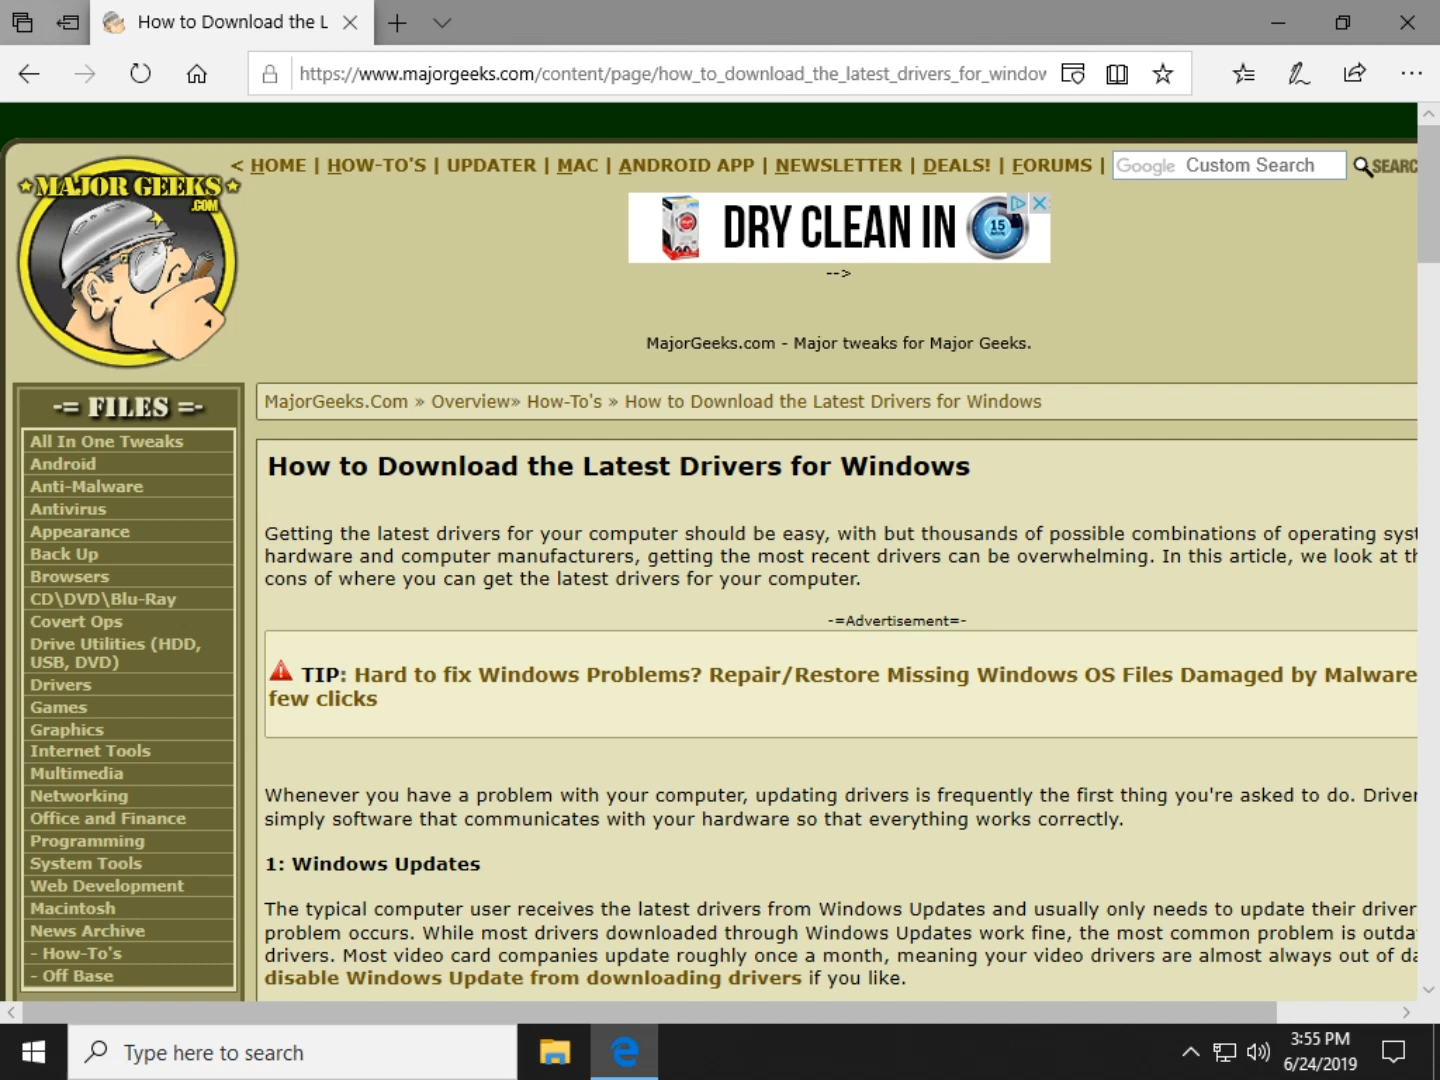 How to Download the L
https://www.majorgeeks.com/content/page/how_to_download_the_latest_drivers_for_window
MAJOR GEEKS
.COM
< HOME | HOW-TO'S | UPDATER | MAC | ANDROID APP | NEWSLETTER | DEALS! | FORUMS | Google Custom Search SEARC
DRY CLEAN IN 15
-->
MajorGeeks.com - Major tweaks for Major Geeks.
-= FILES =-
All In One Tweaks
Android
Anti-Malware
Antivirus
Appearance
Back Up
Browsers
CD\DVD\Blu-Ray
Covert Ops
Drive Utilities (HDD,
USB, DVD)
Drivers
Games
Graphics
Internet Tools
Multimedia
Networking
Office and Finance
Programming
System Tools
Web Development
Macintosh
News Archive
- How-To's
- Off Base
MajorGeeks.Com » Overview» How-To's » How to Download the Latest Drivers for Windows
How to Download the Latest Drivers for Windows
Getting the latest drivers for your computer should be easy, with but thousands of possible combinations of operating syst
hardware and computer manufacturers, getting the most recent drivers can be overwhelming. In this article, we look at th
cons of where you can get the latest drivers for your computer.
-=Advertisement=-
TIP: Hard to fix Windows Problems? Repair/Restore Missing Windows OS Files Damaged by Malware
few clicks
Whenever you have a problem with your computer, updating drivers is frequently the first thing you're asked to do. Driver
simply software that communicates with your hardware so that everything works correctly.
1: Windows Updates
The typical computer user receives the latest drivers from Windows Updates and usually only needs to update their driver
problem occurs. While most drivers downloaded through Windows Updates work fine, the most common problem is outda
drivers. Most video card companies update roughly once a month, meaning your video drivers are almost always out of da
disable Windows Update from downloading drivers if you like.
Type here to search
3:55 PM
6/24/2019